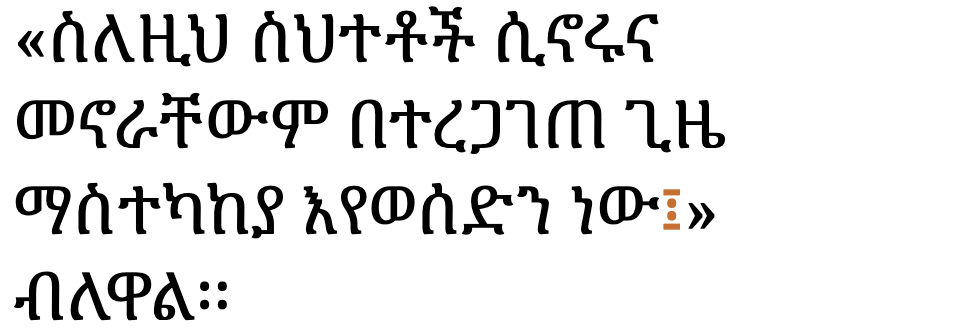 «ስለዚህ ስህተቶች ሲኖሩና
መኖራቸውም በተረጋገጠ ጊዜ
ማስተካከያ እየወሰድን ነው፤»
ብለዋል፡፡